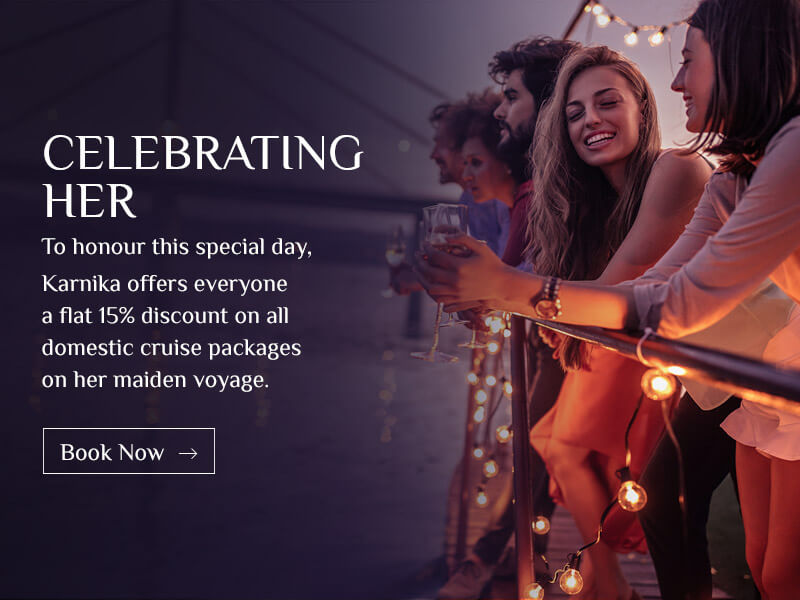 CELEBRATING
HER
To honour this special day,
Karnika offers everyone
a flat 15% discount on all
domestic cruise packages
on her maiden voyage.
Book Now →